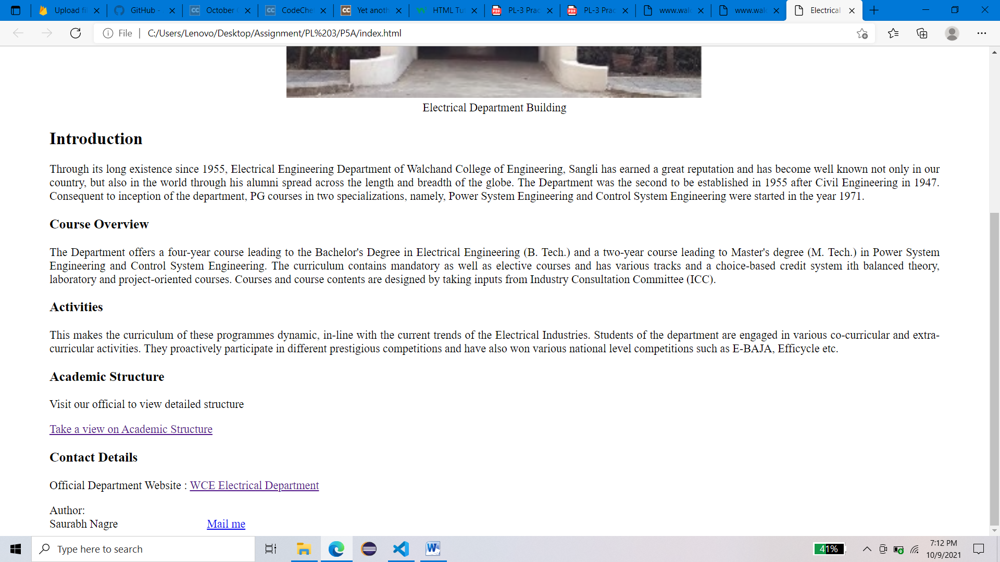 Upload fi
GitHub -
October
CodeChe
Yet anoth
HTML Tu
PL-3 Prac
PL-3 Prac
www.wal
www.wal
Electrical
File
C:/Users/Lenovo/Desktop/Assignment/PL%203/P5A/index.html
Electrical Department Building
Introduction
Through its long existence since 1955, Electrical Engineering Department of Walchand College of Engineering, Sangli has earned a great reputation and has become well known not only in our
country, but also in the world through his alumni spread across the length and breadth of the globe. The Department was the second to be established in 1955 after Civil Engineering in 1947.
Consequent to inception of the department, PG courses in two specializations, namely, Power System Engineering and Control System Engineering were started in the year 1971.
Course Overview
The Department offers a four-year course leading to the Bachelor's Degree in Electrical Engineering (B. Tech.) and a two-year course leading to Master's degree (M. Tech.) in Power System
Engineering and Control System Engineering. The curriculum contains mandatory as well as elective courses and has various tracks and a choice-based credit system ith balanced theory,
laboratory and project-oriented courses. Courses and course contents are designed by taking inputs from Industry Consultation Committee (ICC).
Activities
This makes the curriculum of these programmes dynamic, in-line with the current trends of the Electrical Industries. Students of the department are engaged in various co-curricular and extra-
curricular activities. They proactively participate in different prestigious competitions and have also won various national level competitions such as E-BAJA, Efficycle etc.
Academic Structure
Visit our official to view detailed structure
Take a view on Academic Structure
Contact Details
Official Department Website : WCE Electrical Department
Author:
Saurabh Nagre Mail me
Type here to search
41%
7:12 PM
10/9/2021